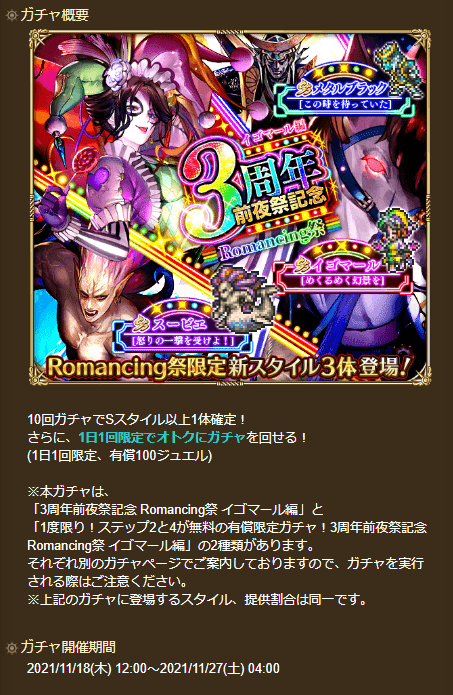 ガチャ概要
メタルブラック
[この時を待っていた]
イゴマール編
3周年
前夜祭記念
Romancing祭
イゴマール
[めくるめく幻景を]
スービエ
[怒りの一撃を受けよ!]
Romancing祭限定 新スタイル3体 登場!
10回ガチャでSスタイル以上1体確定!
さらに、1日1回限定でオトクにガチャを回せる!
(1日1回限定、有償100ジュエル)
※本ガチャは、
「3周年前夜祭記念 Romancing祭 イゴマール編」と
「1度限り!ステップ2と4が無料の有償限定ガチャ!3周年前夜祭記念
Romancing祭 イゴマール編」の2種類があります。
それぞれ別のガチャページでご案内しておりますので、ガチャを実行
される際はご注意ください。
※上記のガチャに登場するスタイル、提供割合は同一です。
ガチャ開催期間
2021/11/18(木) 12:00～2021/11/27(土) 04:00